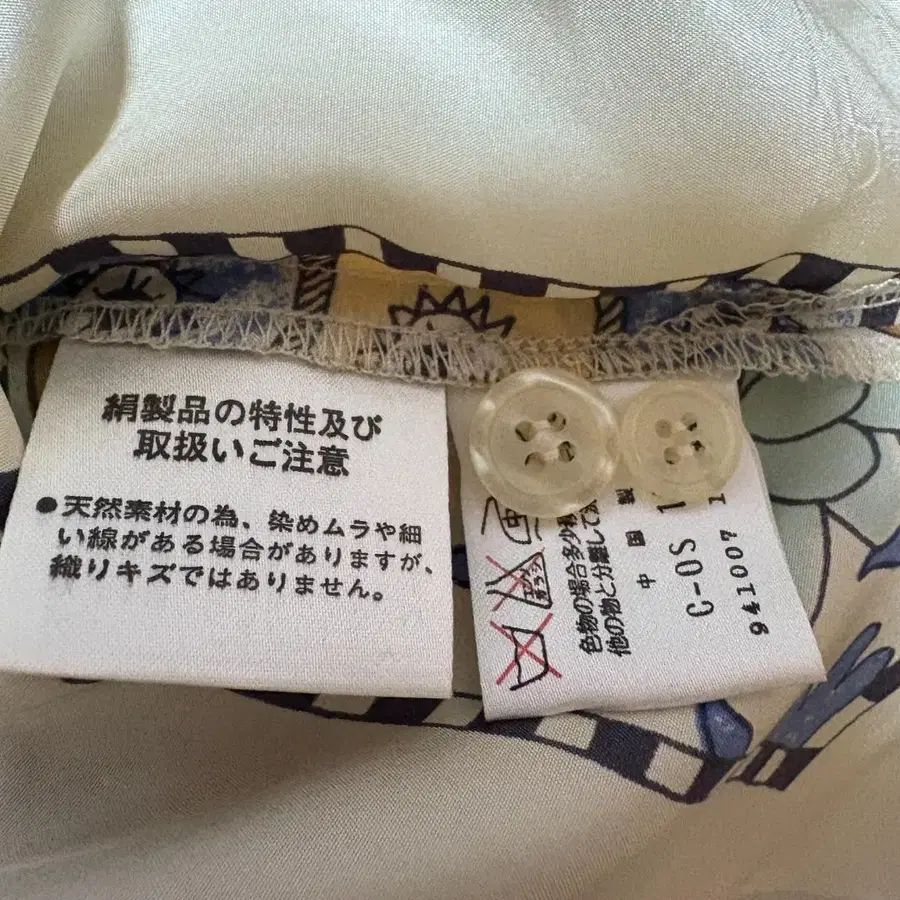 絹製品の特性及び
取扱いご注意
●天然素材の為、染めムラや細
い線がある場合がありますが、
織りキズではありません。
色物の場合多少
他の物と分離して
中国製
C-OS
941007